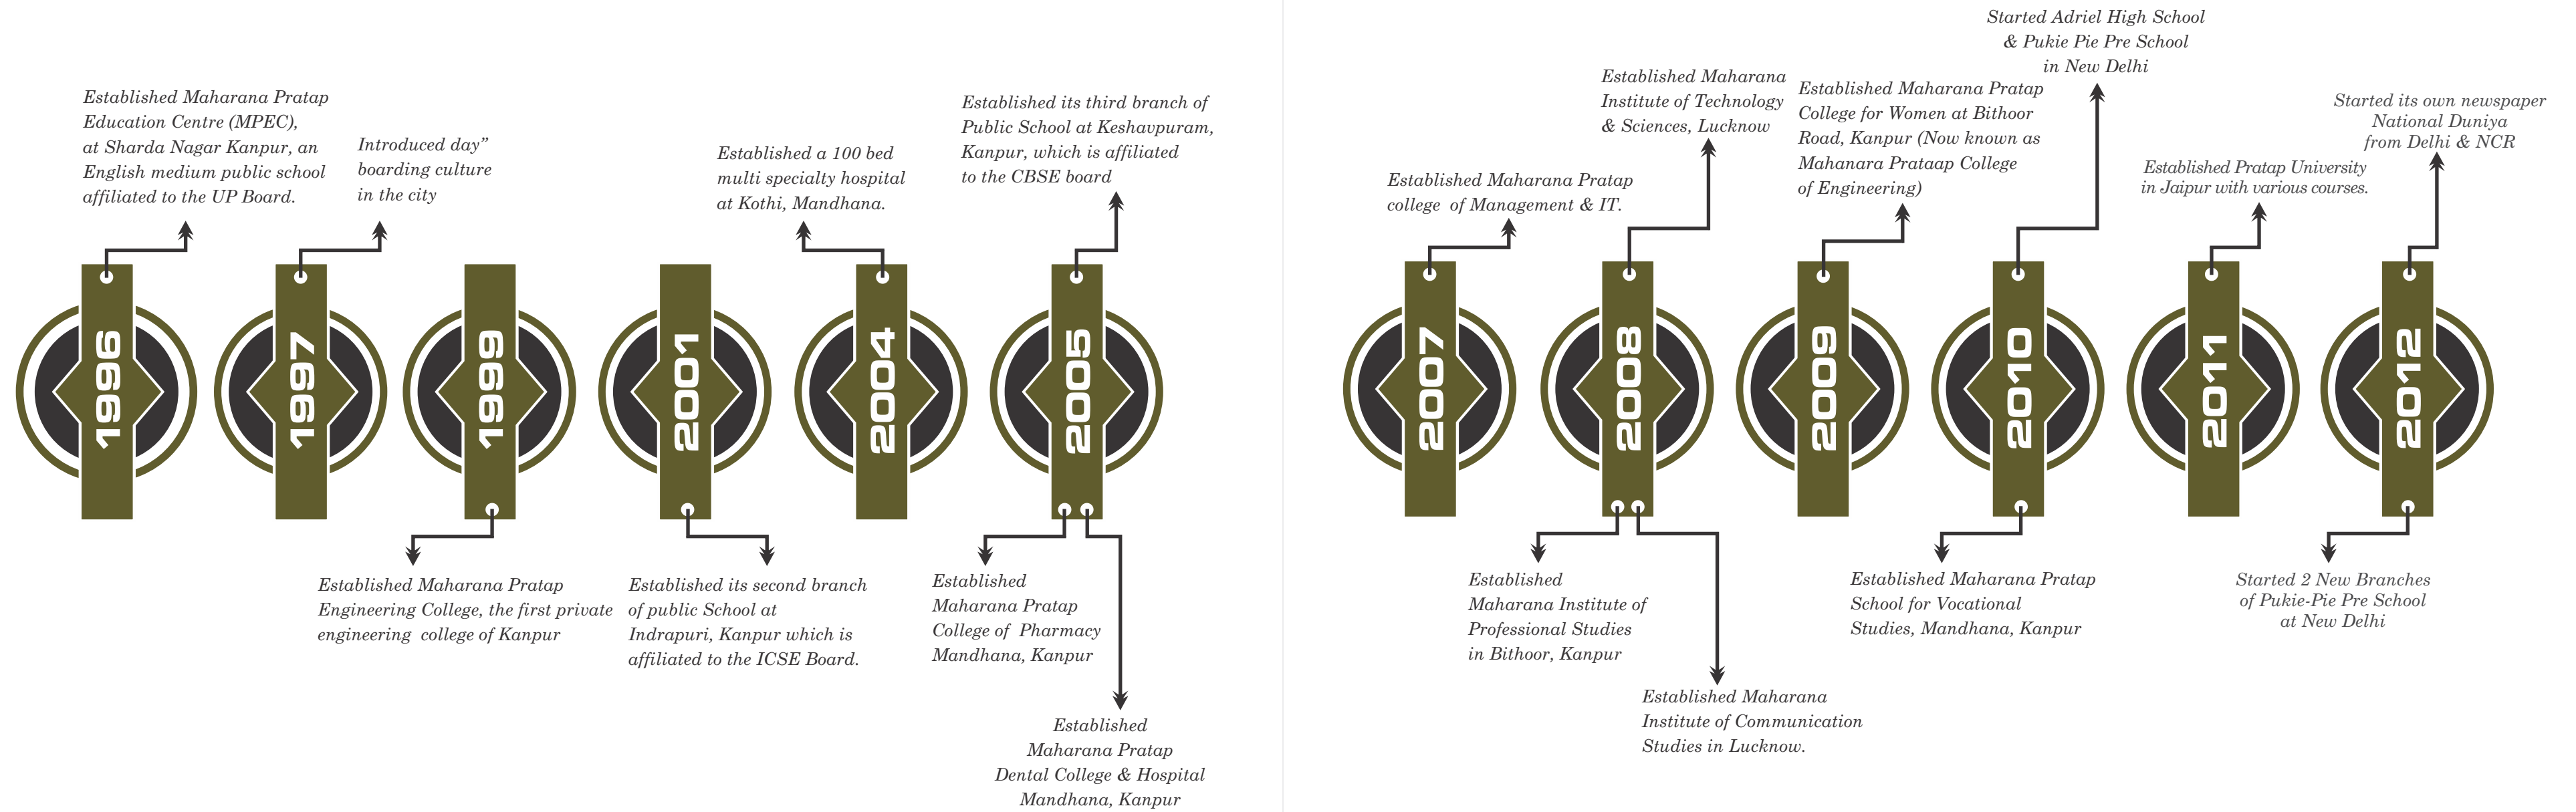 Established Maharana Pratap
Education Centre (MPEC),
at Sharda Nagar Kanpur, an
English medium public school
affiliated to the UP Board.
1996
Introduced day”
boarding culture
in the city
1997
1999
Established Maharana Pratap
Engineering College, the first private
engineering college of Kanpur
2001
Established its second branch
of public School at
Indrapuri, Kanpur which is
affiliated to the ICSE Board.
Established a 100 bed
multi specialty hospital
at Kothi, Mandhana.
2004
Established its third branch of
Public School at Keshavpuram,
Kanpur, which is affiliated
to the CBSE board
2005
Established
Maharana Pratap
College of Pharmacy
Mandhana, Kanpur
Established
Maharana Pratap
Dental College & Hospital
Mandhana, Kanpur
Established Maharana Pratap
college of Management & IT.
2007
Established Maharana
Institute of Technology
& Sciences, Lucknow
2008
Established
Maharana Institute of
Professional Studies
in Bithoor, Kanpur
Established Maharana
Institute of Communication
Studies in Lucknow.
Established Maharana Pratap
College for Women at Bithoor
Road, Kanpur (Now known as
Mahanara Prataap College
of Engineering)
2009
Started Adriel High School
& Pukie Pie Pre School
in New Delhi
2010
Established Maharana Pratap
School for Vocational
Studies, Mandhana, Kanpur
Established Pratap University
in Jaipur with various courses.
2011
Started its own newspaper
National Duniya
from Delhi & NCR
2012
Started 2 New Branches
of Pukie-Pie Pre School
at New Delhi